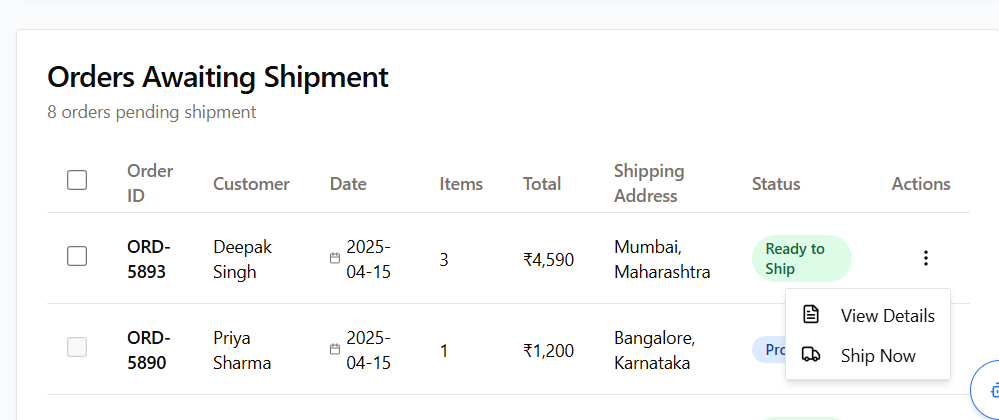 Orders Awaiting Shipment
8 orders pending shipment
Order ID Customer Date Items Total Shipping Address Status Actions
ORD-5893 Deepak Singh 2025-04-15 3 ₹4,590 Mumbai, Maharashtra Ready to Ship
View Details
Ship Now
ORD-5890 Priya Sharma 2025-04-15 1 ₹1,200 Bangalore, Karnataka